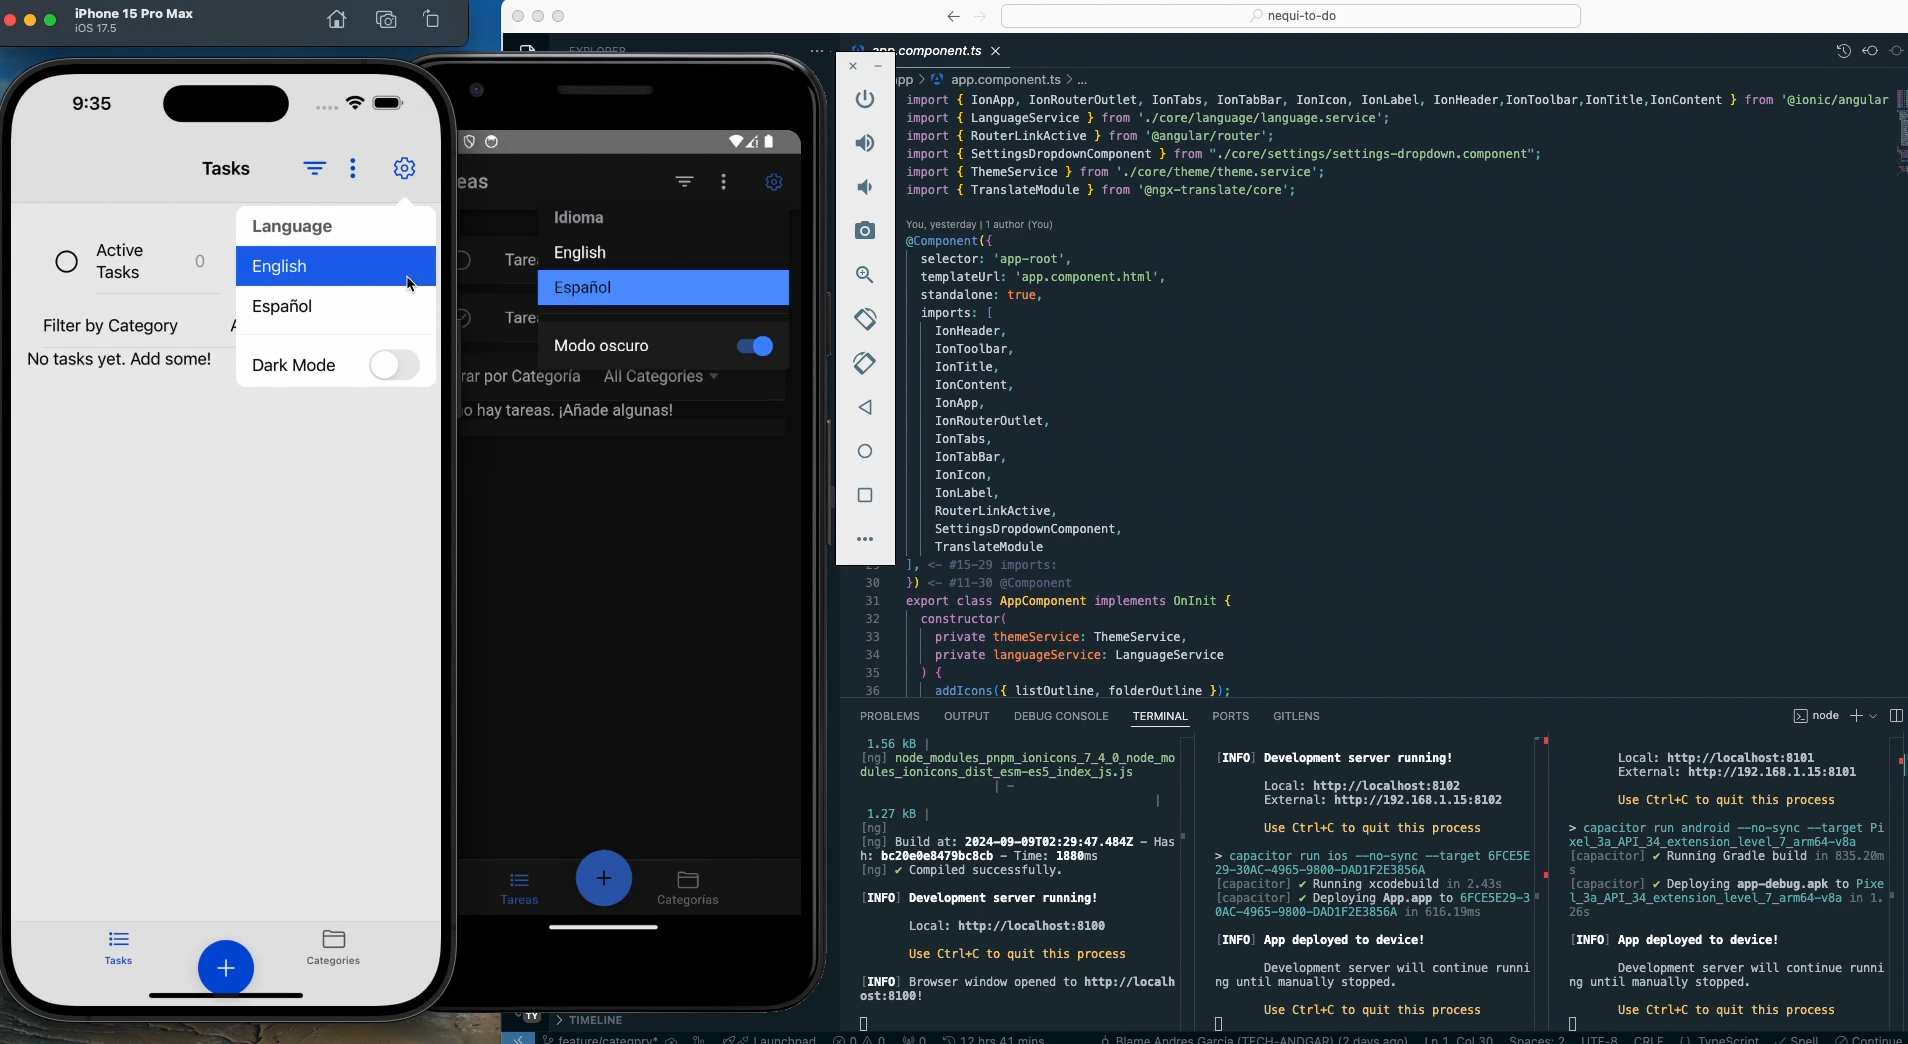 iPhone 15 Pro Max
iOS 17.5
9:35
Tasks
Language
English
Español
Dark Mode
Active
Tasks
0
Filter by Category
No tasks yet. Add some!
Tasks
Categories
eas
Idioma
English
Español
Modo oscuro
Tare
Tare
rar por Categoría
All Categories
o hay tareas. ¡Añade algunas!
Tareas
Categorías
nequi-to-do
EXPLORER
app.component.ts
app.component.ts > ...
import { IonApp, IonRouterOutlet, IonTabs, IonTabBar, IonIcon, IonLabel, IonHeader,IonToolbar,IonTitle,IonContent } from '@ionic/angular
import { LanguageService } from './core/language/language.service';
import { RouterLinkActive } from '@angular/router';
import { SettingsDropdownComponent } from "./core/settings/settings-dropdown.component";
import { ThemeService } from './core/theme/theme.service';
import { TranslateModule } from '@ngx-translate/core';
You, yesterday | 1 author (You)
@Component({
selector: 'app-root',
templateUrl: 'app.component.html',
standalone: true,
imports: [
IonHeader,
IonToolbar,
IonTitle,
IonContent,
IonApp,
IonRouterOutlet,
IonTabs,
IonTabBar,
IonIcon,
IonLabel,
RouterLinkActive,
SettingsDropdownComponent,
TranslateModule
], <- #15-29 imports:
30 }) <- #11-30 @Component
31 export class AppComponent implements OnInit {
32 constructor(
33 private themeService: ThemeService,
34 private languageService: LanguageService
35 ) {
36 addIcons({ listOutline, folderOutline });
PROBLEMS OUTPUT DEBUG CONSOLE TERMINAL PORTS GITLENS
node
1.56 kB |
[ng] node_modules_pnpm_ionicons_7_4_0_node_mo
dules_ionicons_dist_esm-es5_index_js.js
| -
|
1.27 kB |
[ng]
[ng] Build at: 2024-09-09T02:29:47.484Z - Has
h: bc20e0e8479bc8cb - Time: 1880ms
[ng] ✔ Compiled successfully.
[INFO] Development server running!
Local: http://localhost:8100
Use Ctrl+C to quit this process
[INFO] Browser window opened to http://localh
ost:8100!
[INFO] Development server running!
Local: http://localhost:8102
External: http://192.168.1.15:8102
Use Ctrl+C to quit this process
> capacitor run ios --no-sync --target 6FCE5E
29-30AC-4965-9800-DAD1F2E3856A
[capacitor] ✔ Running xcodebuild in 2.43s
[capacitor] ✔ Deploying App.app to 6FCE5E29-3
0AC-4965-9800-DAD1F2E3856A in 616.19ms
[INFO] App deployed to device!
Development server will continue runni
ng until manually stopped.
Use Ctrl+C to quit this process
Local: http://localhost:8101
External: http://192.168.1.15:8101
Use Ctrl+C to quit this process
> capacitor run android --no-sync --target Pi
xel_3a_API_34_extension_level_7_arm64-v8a
[capacitor] ✔ Running Gradle build in 835.20m
s
[capacitor] ✔ Deploying app-debug.apk to Pixe
l_3a_API_34_extension_level_7_arm64-v8a in 1.
26s
[INFO] App deployed to device!
Development server will continue runni
ng until manually stopped.
Use Ctrl+C to quit this process
TY
> TIMELINE
feature/category* Launchpad 0 0 0 12 hrs 41 mins Blame Andres Garcia (TECH-ANDGAR) (2 days ago) Ln 1, Col 30 Spaces: 2 UTF-8 CRLF {} TypeScript Spell Continue